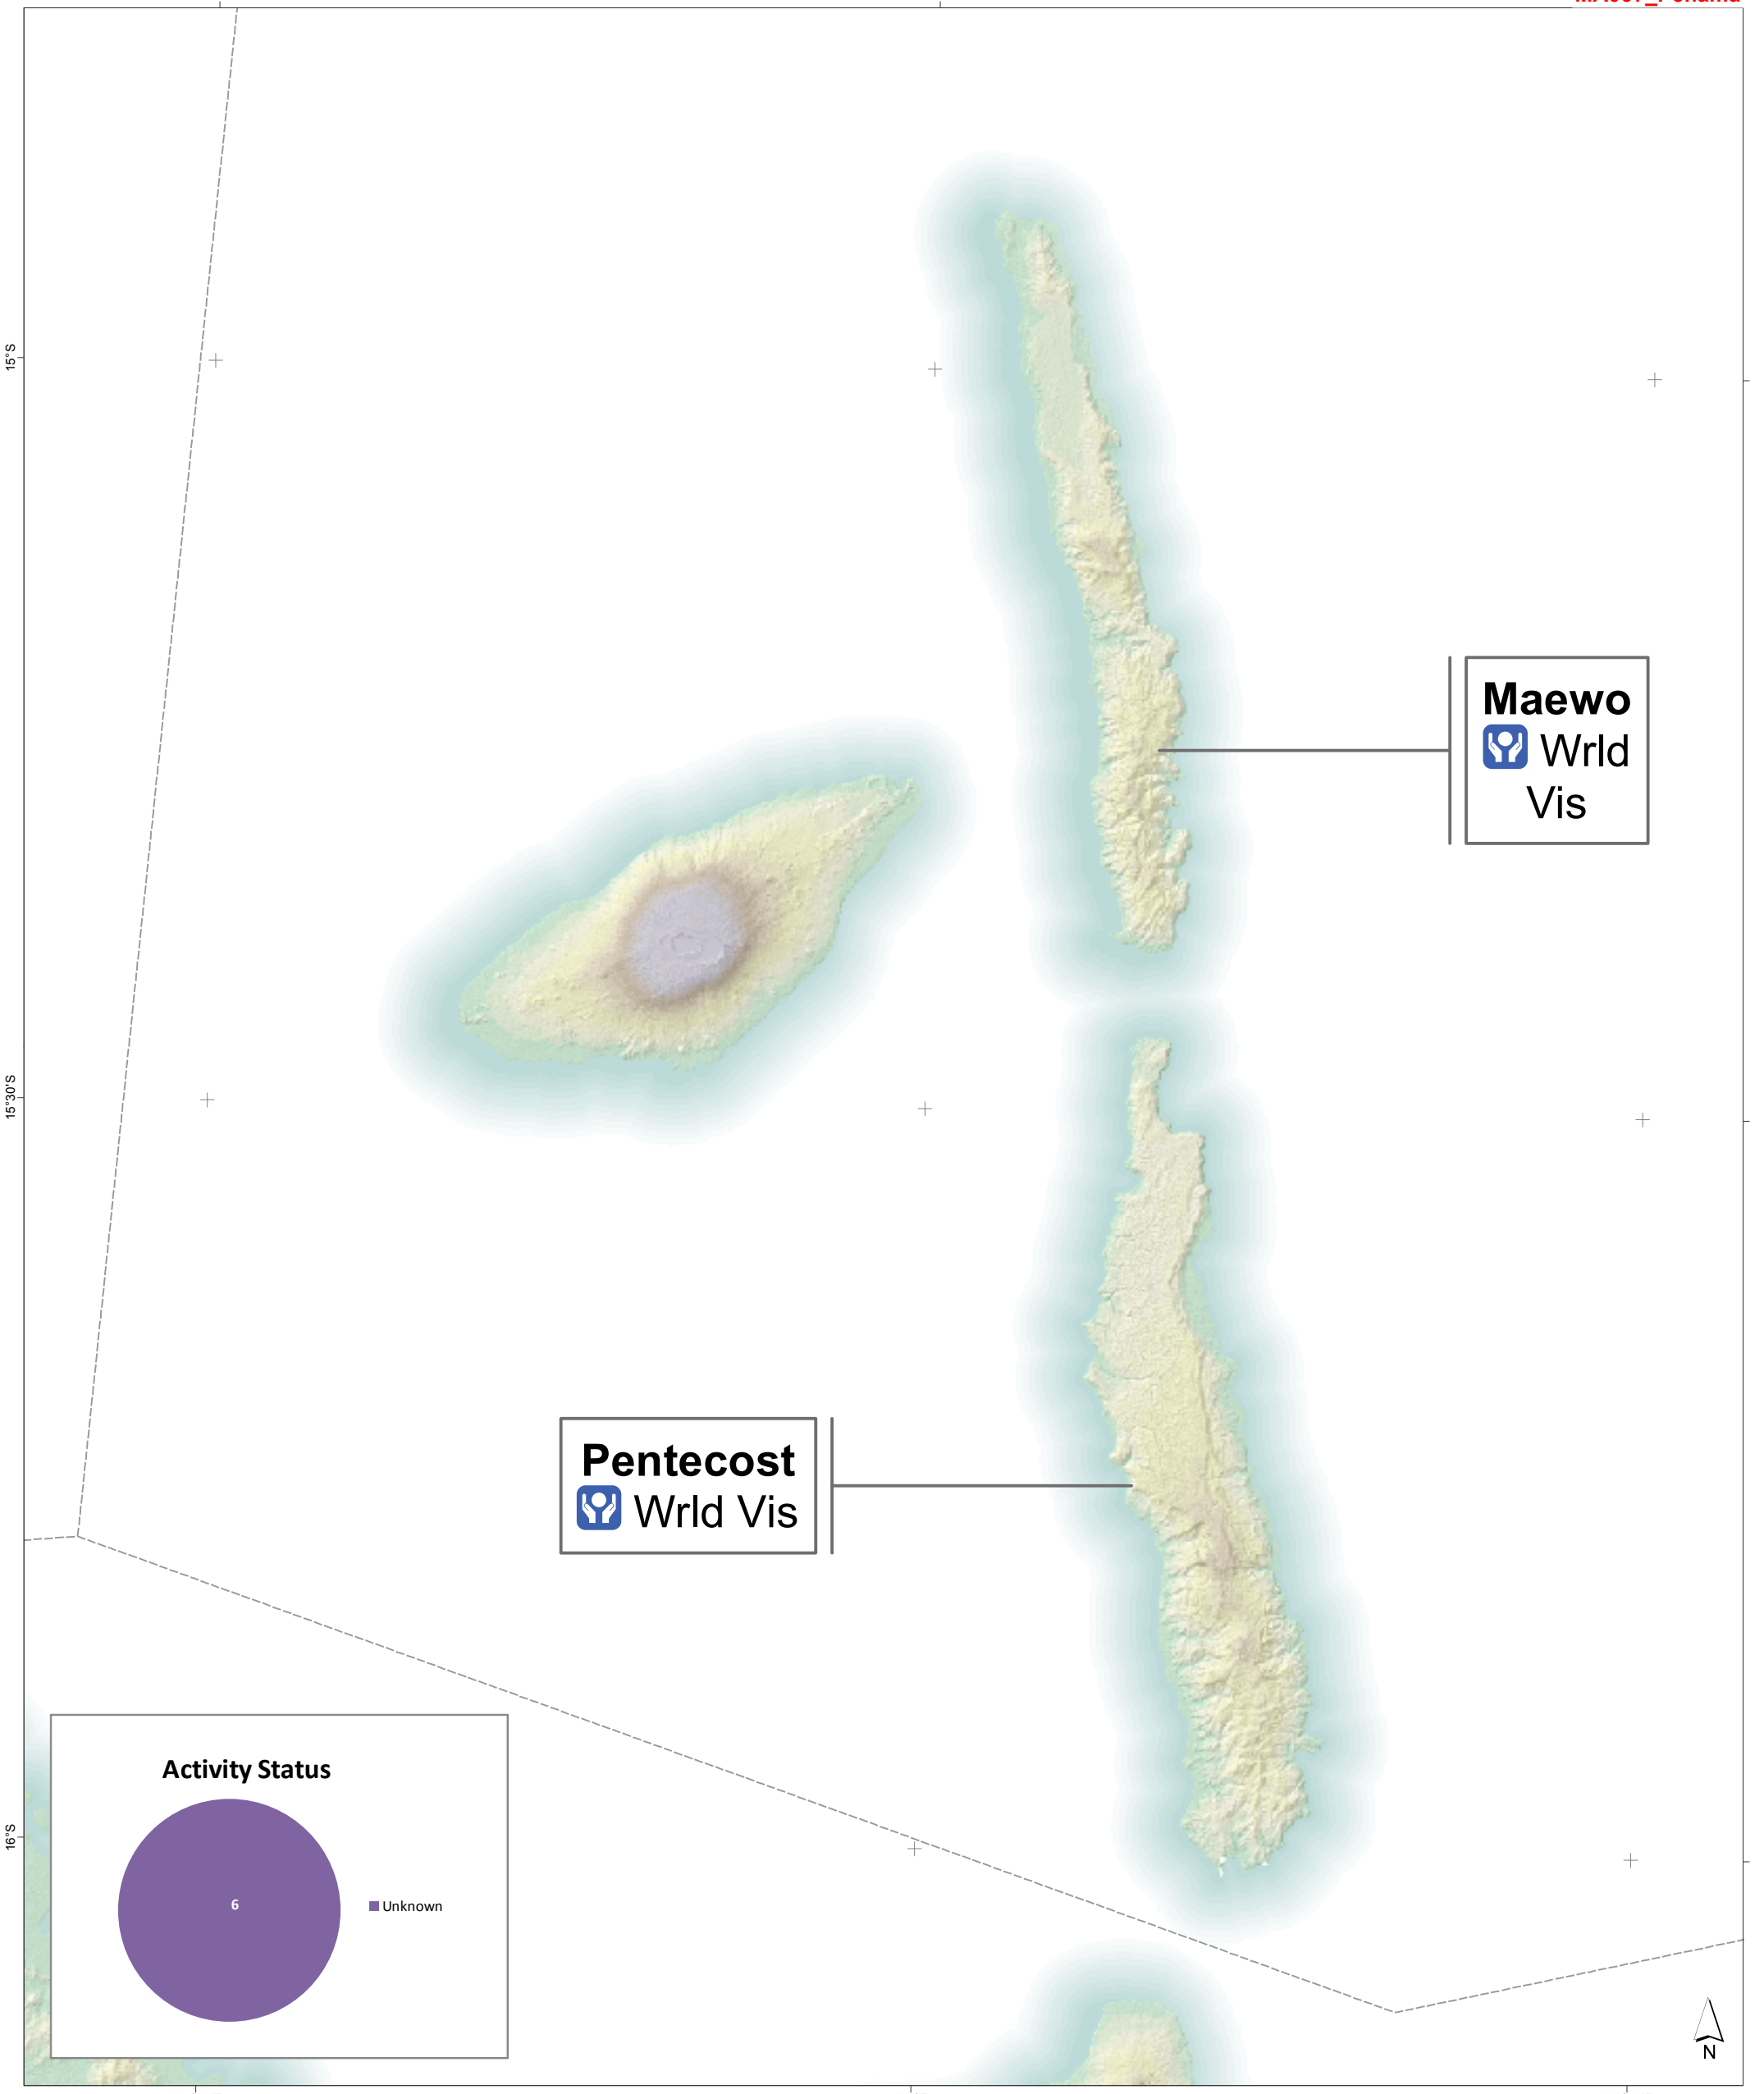 15°S
Maewo
Wrld
Vis
15°30'S
Pentecost
Wrld Vis
Activity Status
6
Unknown
16°S
N